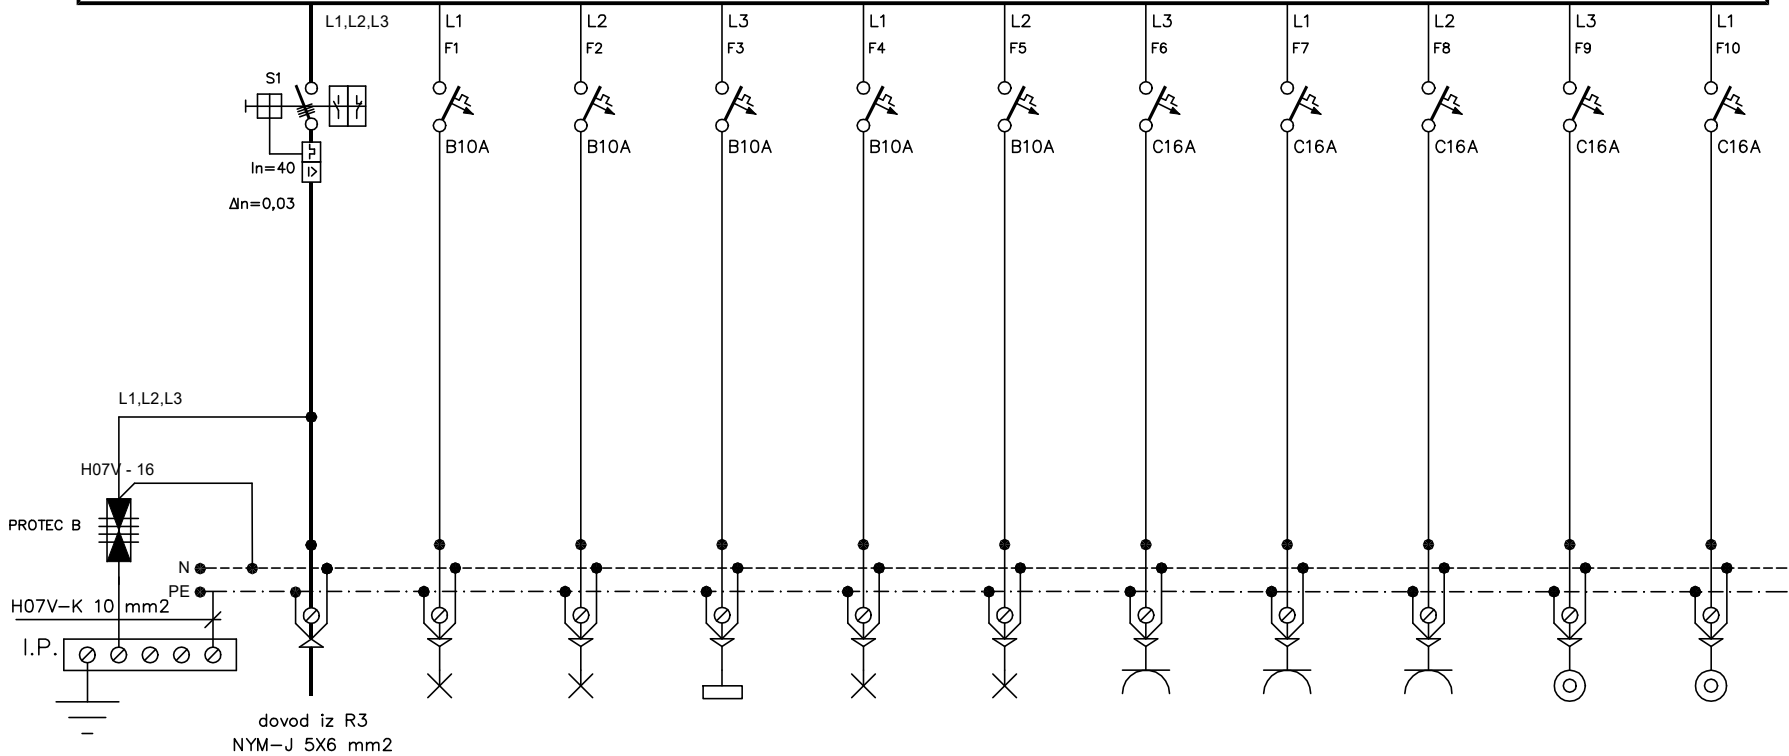 L1,L2,L3 L1 L2 L3 L1 L2 L3 L1 L2 L3 L1
F1 F2 F3 F4 F5 F6 F7 F8 F9 F10
S1
B10A B10A B10A B10A B10A C16A C16A C16A C16A C16A
In=40
ΔIn=0,03
L1,L2,L3
H07V - 16
PROTEC B
N
PE
H07V-K 10 mm2
I.P.
dovod iz R3
NYM-J 5X6 mm2